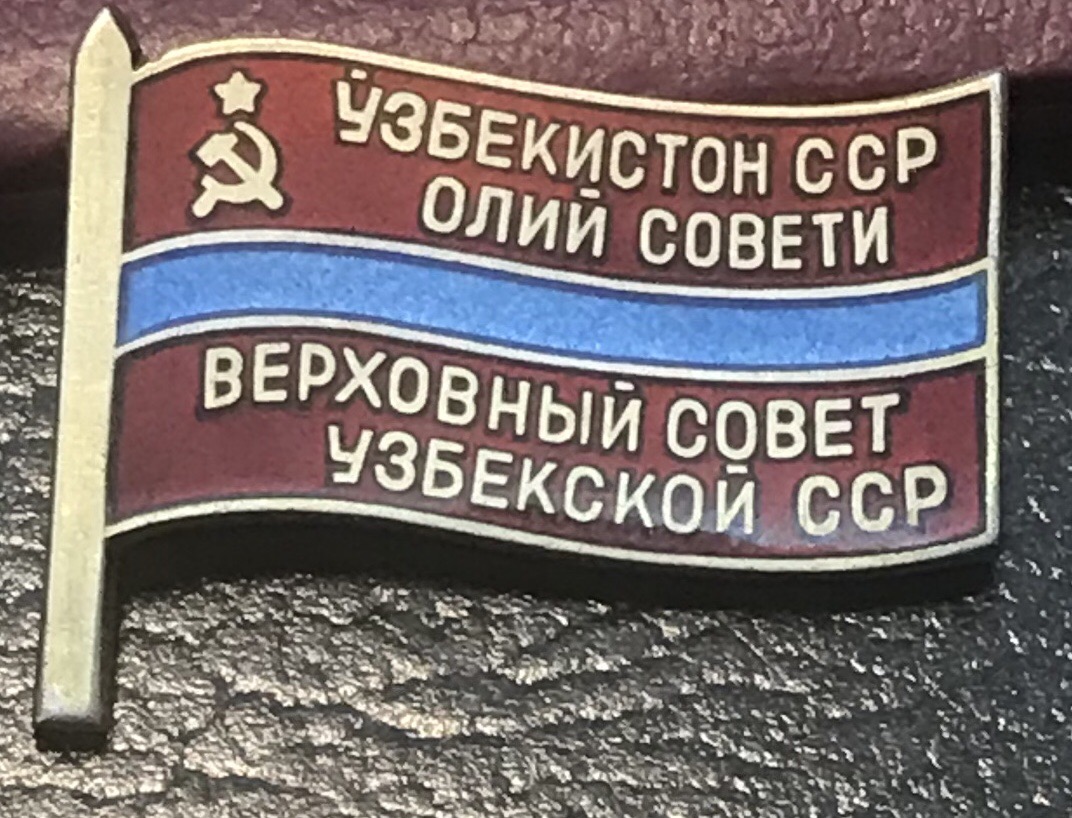 ЎЗБЕКИСТОН ССР
ОЛИЙ СОВЕТИ
ВЕРХОВНЫЙ СОВЕТ
УЗБЕКСКОЙ ССР